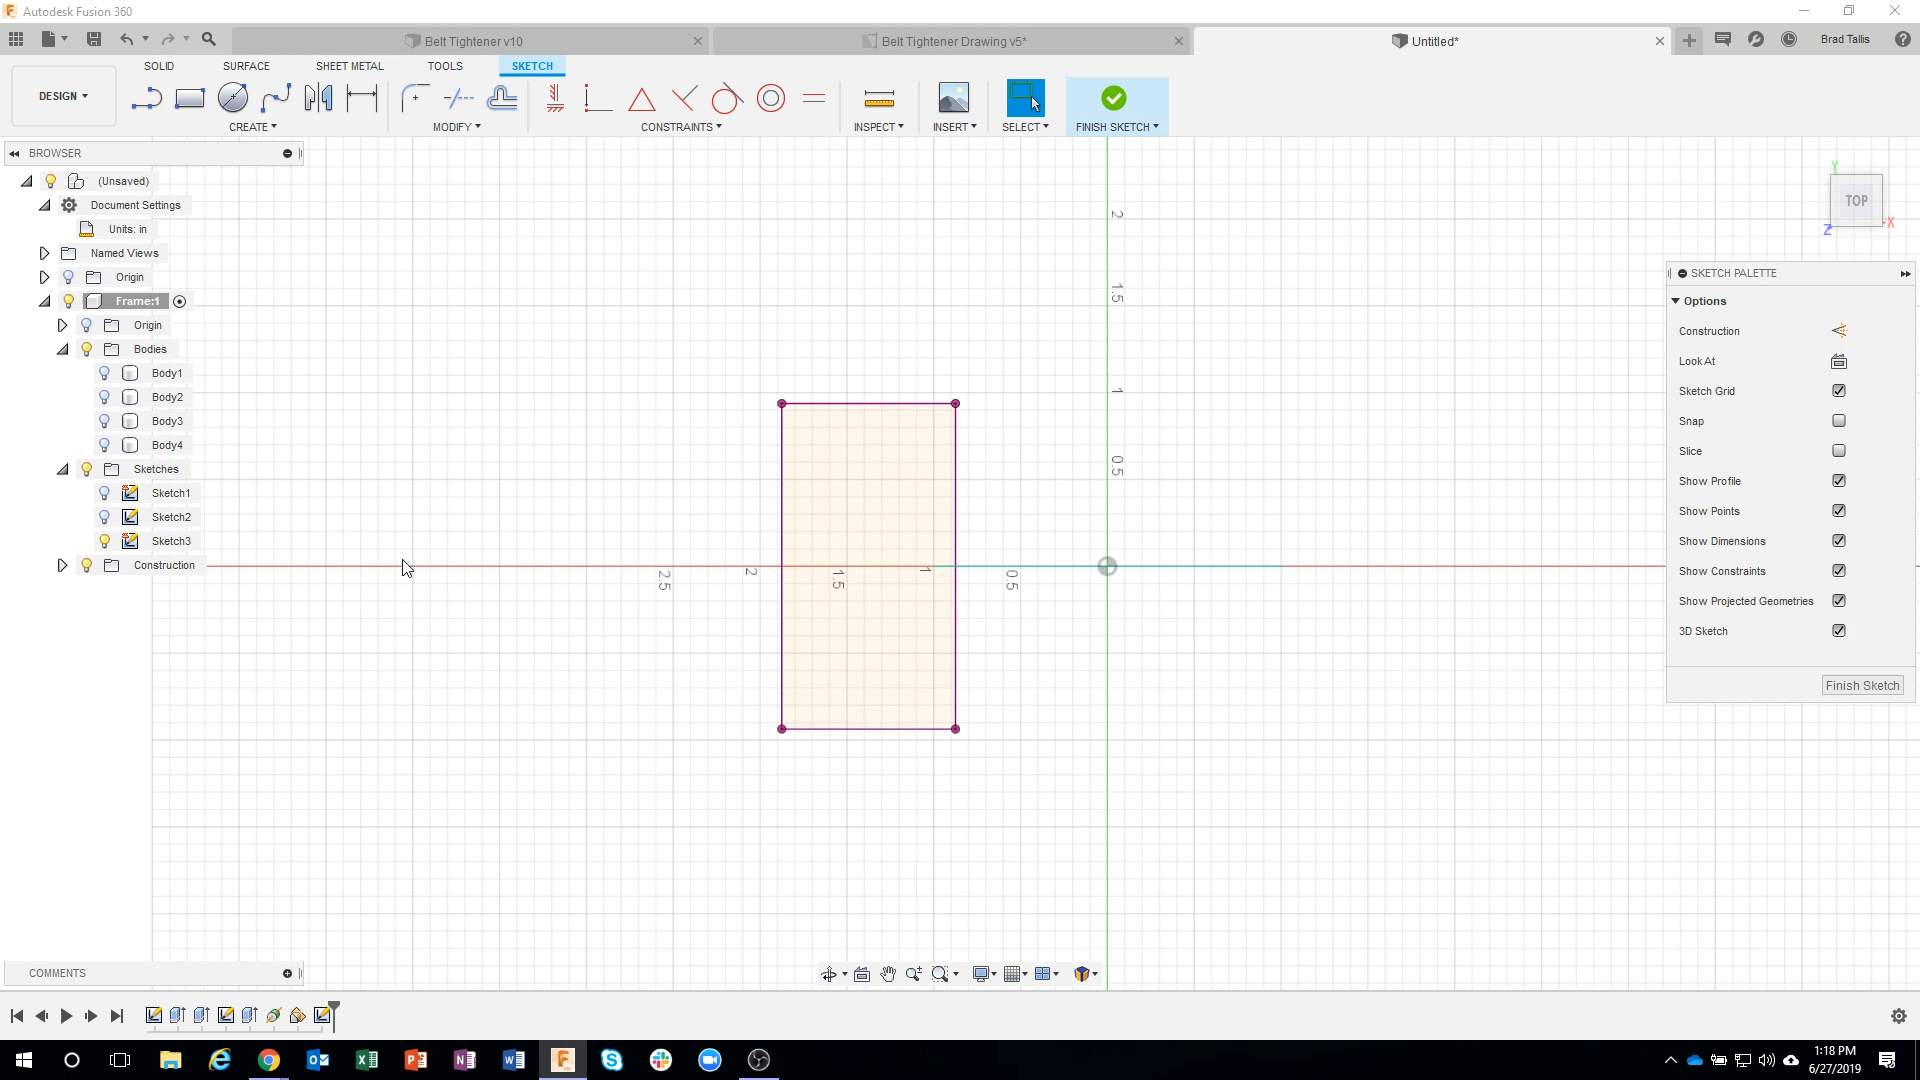 Autodesk Fusion 360
Belt Tightener v10
Belt Tightener Drawing v5*
Untitled*
Brad Tallis
SOLID SURFACE SHEET METAL TOOLS SKETCH
DESIGN
CREATE MODIFY CONSTRAINTS INSPECT INSERT SELECT FINISH SKETCH
BROWSER
(Unsaved)
Document Settings
Units: in
Named Views
Origin
Frame:1
Origin
Bodies
Body1
Body2
Body3
Body4
Sketches
Sketch1
Sketch2
Sketch3
Construction
2
1.5
1
0.5
2.5 2 1.5 1 0.5
Y
TOP
X
Z
SKETCH PALETTE
Options
Construction
Look At
Sketch Grid
Snap
Slice
Show Profile
Show Points
Show Dimensions
Show Constraints
Show Projected Geometries
3D Sketch
Finish Sketch
COMMENTS
1:18 PM
6/27/2019